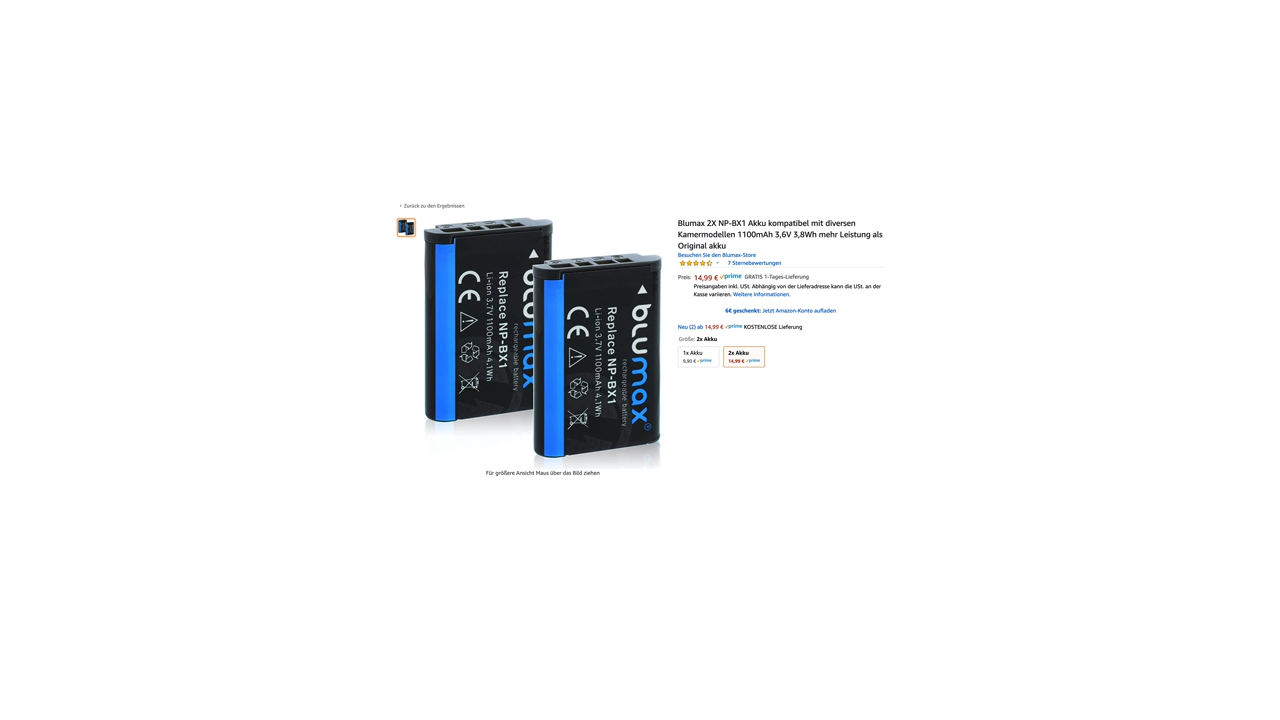 ‹ Zurück zu den Ergebnissen
blumax
rechargeable battery
Replace NP-BX1
Li-ion 3,7V 1100mAh 4,1Wh
CE
blumax®
rechargeable battery
Replace NP-BX1
Li-ion 3,7V 1100mAh 4,1Wh
CE
Für größere Ansicht Maus über das Bild ziehen
Blumax 2X NP-BX1 Akku kompatibel mit diversen
Kameramodellen 1100mAh 3,6V 3,8Wh mehr Leistung als
Original akku
Besuchen Sie den Blumax-Store
7 Sternebewertungen
Preis: 14,99 € prime GRATIS 1-Tages-Lieferung
Preisangaben inkl. USt. Abhängig von der Lieferadresse kann die USt. an der
Kasse variieren. Weitere Informationen.
6€ geschenkt: Jetzt Amazon-Konto aufladen
Neu (2) ab 14,99 € prime KOSTENLOSE Lieferung
Größe: 2x Akku
1x Akku
8,90 € prime
2x Akku
14,99 € prime